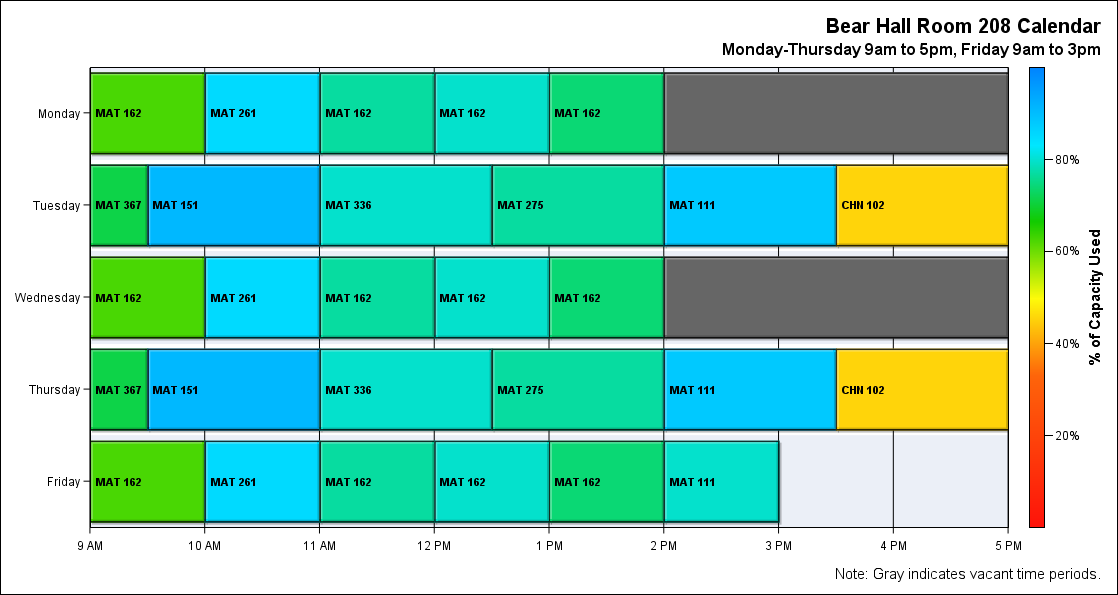 Bear Hall Room 208 Calendar
Monday-Thursday 9am to 5pm, Friday 9am to 3pm
Monday
MAT 162 MAT 261 MAT 162 MAT 162 MAT 162
80%
Tuesday
MAT 367 MAT 151 MAT 336 MAT 275 MAT 111 CHN 102
60%
Wednesday
MAT 162 MAT 261 MAT 162 MAT 162 MAT 162
% of Capacity Used
40%
Thursday
MAT 367 MAT 151 MAT 336 MAT 275 MAT 111 CHN 102
20%
Friday
MAT 162 MAT 261 MAT 162 MAT 162 MAT 162 MAT 111
9 AM 10 AM 11 AM 12 PM 1 PM 2 PM 3 PM 4 PM 5 PM
Note: Gray indicates vacant time periods.